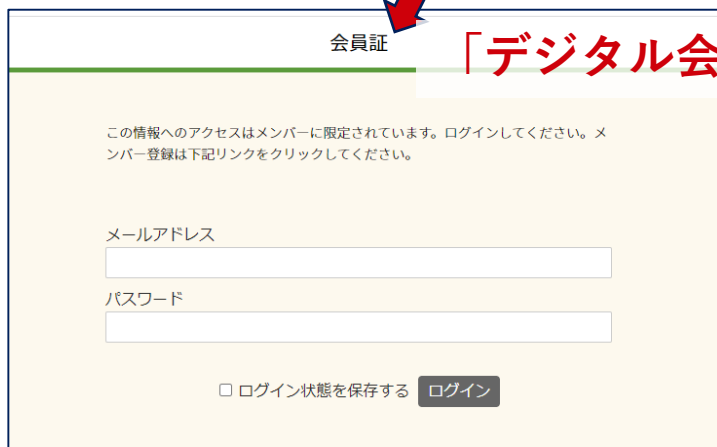 会員証
「デジタル会
この情報へのアクセスはメンバーに限定されています。ログインしてください。メ
ンバー登録は下記リンクをクリックしてください。
メールアドレス
パスワード
ログイン状態を保存する ログイン